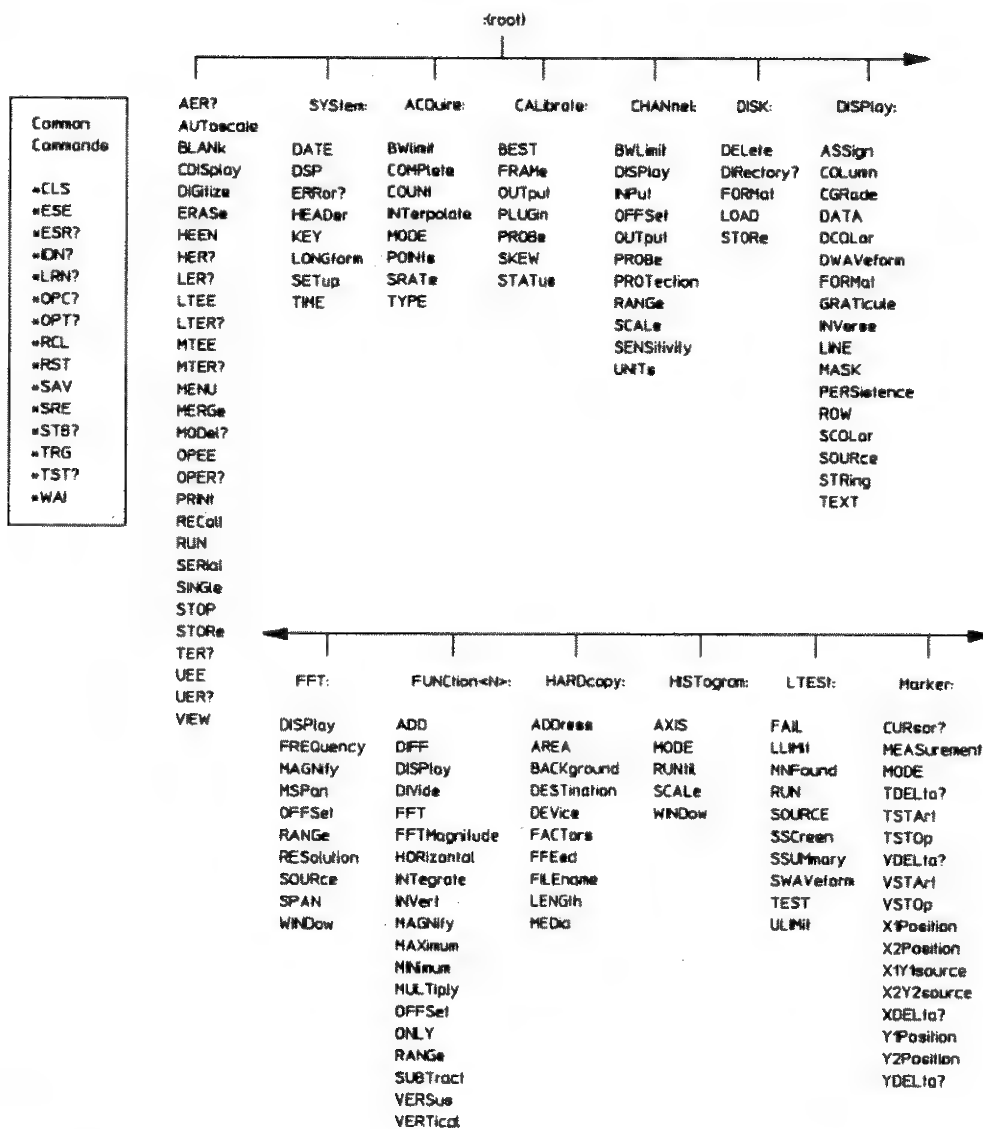 :(root)
Common
Commands
*CLS
*ESE
*ESR?
*IDN?
*LRN?
*OPC?
*OPT?
*RCL
*RST
*SAV
*SRE
*STB?
*TRG
*TST?
*WAI
AER?
AUToscale
BLANk
CDISplay
DIGitize
ERASe
HEEN
HER?
LER?
LTEE
LTER?
MTEE
MTER?
MENU
MERGe
MODel?
OPEE
OPER?
PRINt
RECall
RUN
SERial
SINGle
STOP
STORe
TER?
UEE
UER?
VIEW
SYStem:
DATE
DSP
ERRor?
HEADer
KEY
LONGform
SETup
TIME
ACQuire:
BWlimit
COMPlete
COUNt
INTerpolate
MODE
POINts
SRATe
TYPE
CALibrate:
BEST
FRAMe
OUTput
PLUGin
PROBe
SKEW
STATus
CHANnel:
BWLimit
DISPlay
INPut
OFFSet
OUTput
PROBe
PROTection
RANGe
SCALe
SENSitivity
UNITs
DISK:
DELete
DIRectory?
FORMat
LOAD
STORe
DISPlay:
ASSign
COLumn
CGRade
DATA
DCOLor
DWAVeform
FORMat
GRATicule
INVerse
LINE
MASK
PERSistence
ROW
SCOLor
SOURce
STRing
TEXT
FFT:
DISPlay
FREQuency
MAGNify
MSPan
OFFSet
RANGe
RESolution
SOURce
SPAN
WINDow
FUNCtion<N>:
ADD
DIFF
DISPlay
DIVide
FFT
FFTMagnitude
HORizontal
INTegrate
INVert
MAGNify
MAXimum
MINimum
MULTiply
OFFSet
ONLY
RANGe
SUBTract
VERSus
VERTical
HARDcopy:
ADDress
AREA
BACKground
DESTination
DEVice
FACTors
FFEed
FILEname
LENGth
MEDia
HISTogram:
AXIS
MODE
RUNTil
SCALe
WINDow
LTESt:
FAIL
LLIMit
MNFound
RUN
SOURCE
SSCreen
SSUMmary
SWAVeform
TEST
ULIMit
Marker:
CURsor?
MEASurement
MODE
TDELta?
TSTArt
TSTOp
VDELta?
VSTArt
VSTOp
X1Position
X2Position
X1Y1source
X2Y2source
XDELta?
Y1Position
Y2Position
YDELta?